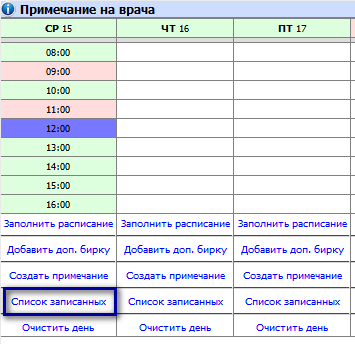 Примечание на врача
СР 15 ЧТ 16 ПТ 17
08:00
09:00
10:00
11:00
12:00
13:00
14:00
15:00
16:00
Заполнить расписание Заполнить расписание Заполнить расписание
Добавить доп. бирку Добавить доп. бирку Добавить доп. бирку
Создать примечание Создать примечание Создать примечание
Список записанных Список записанных Список записанных
Очистить день Очистить день Очистить день